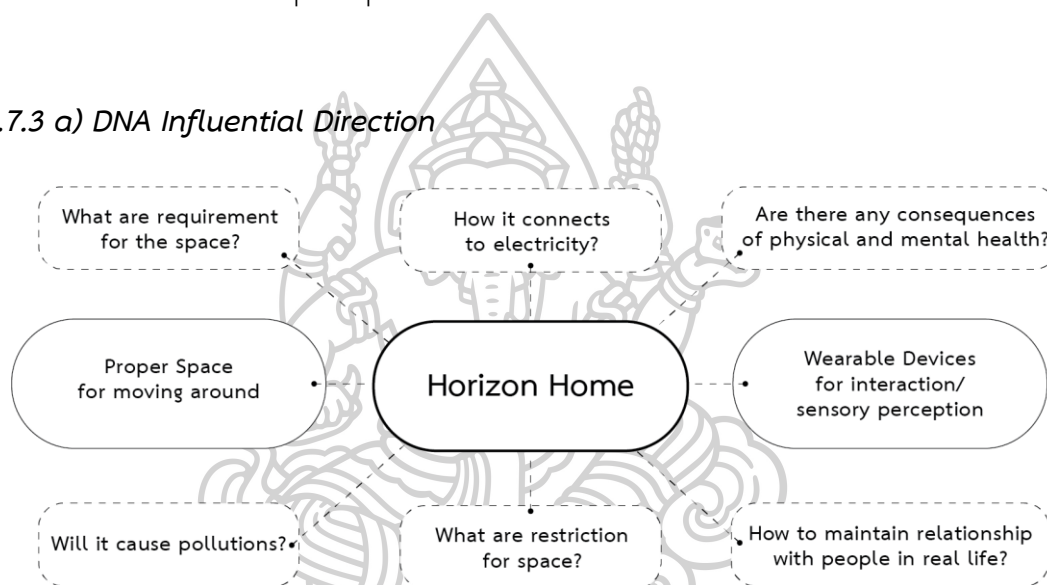 .7.3 a) DNA Influential Direction
What are requirement
for the space?
How it connects
to electricity?
Are there any consequences
of physical and mental health?
Proper Space
for moving around
Horizon Home
Wearable Devices
for interaction/
sensory perception
Will it cause pollutions?
What are restriction
for space?
How to maintain relationship
with people in real life?